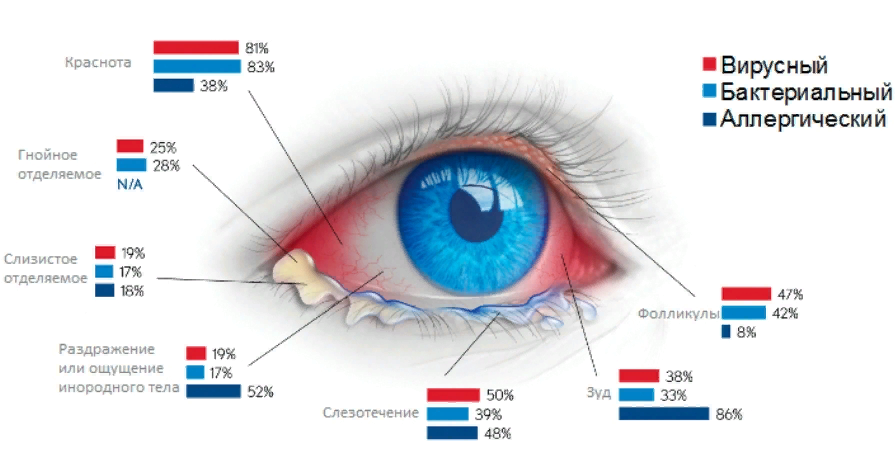 Краснота
81%
83%
38%
Вирусный
Бактериальный
Аллергический
Гнойное
отделяемое
25%
28%
N/A
Слизистое
отделяемое
19%
17%
18%
Раздражение
или ощущение
инородного тела
19%
17%
52%
Слезотечение
50%
39%
48%
Зуд
38%
33%
86%
Фолликулы
47%
42%
8%